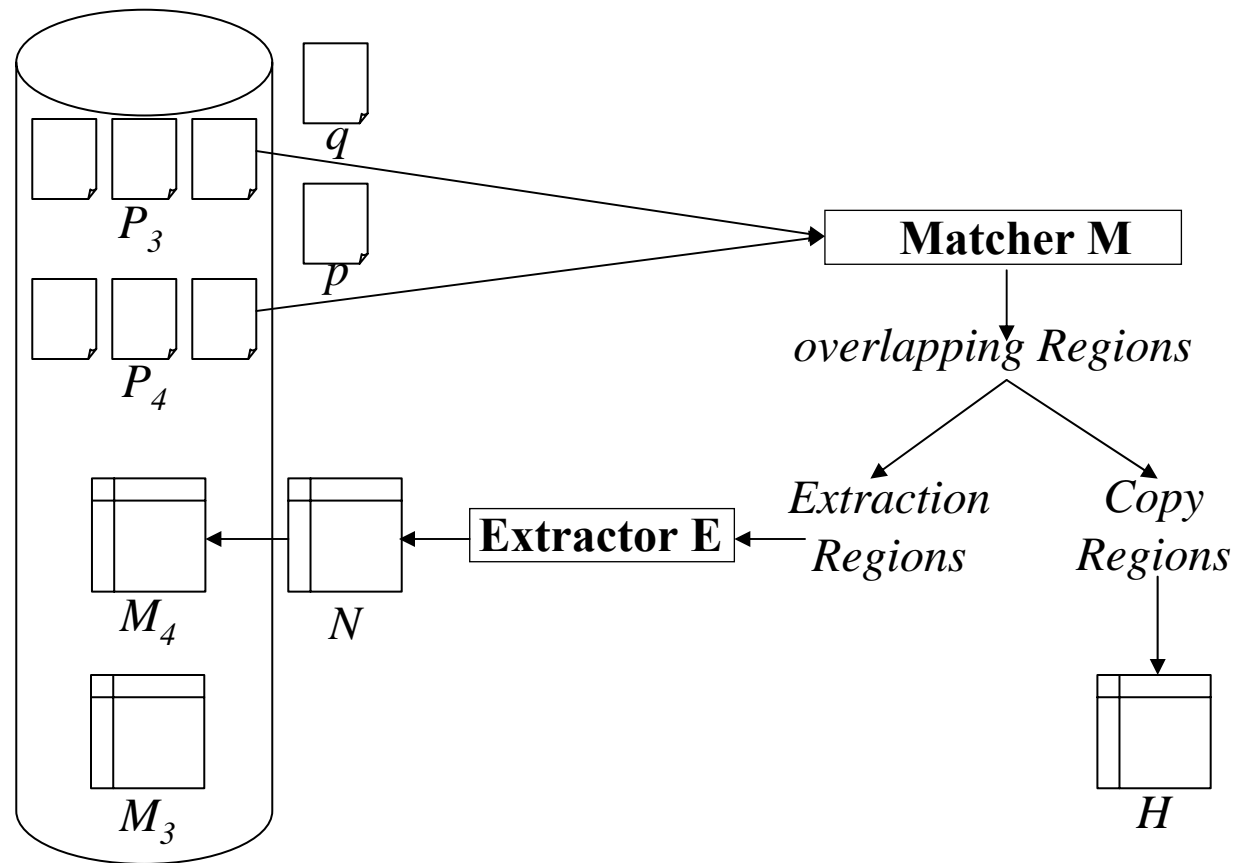 q
P3
p
Matcher M
P4
overlapping Regions
Extraction
Regions
Copy
Regions
Extractor E
M4
N
M3
H